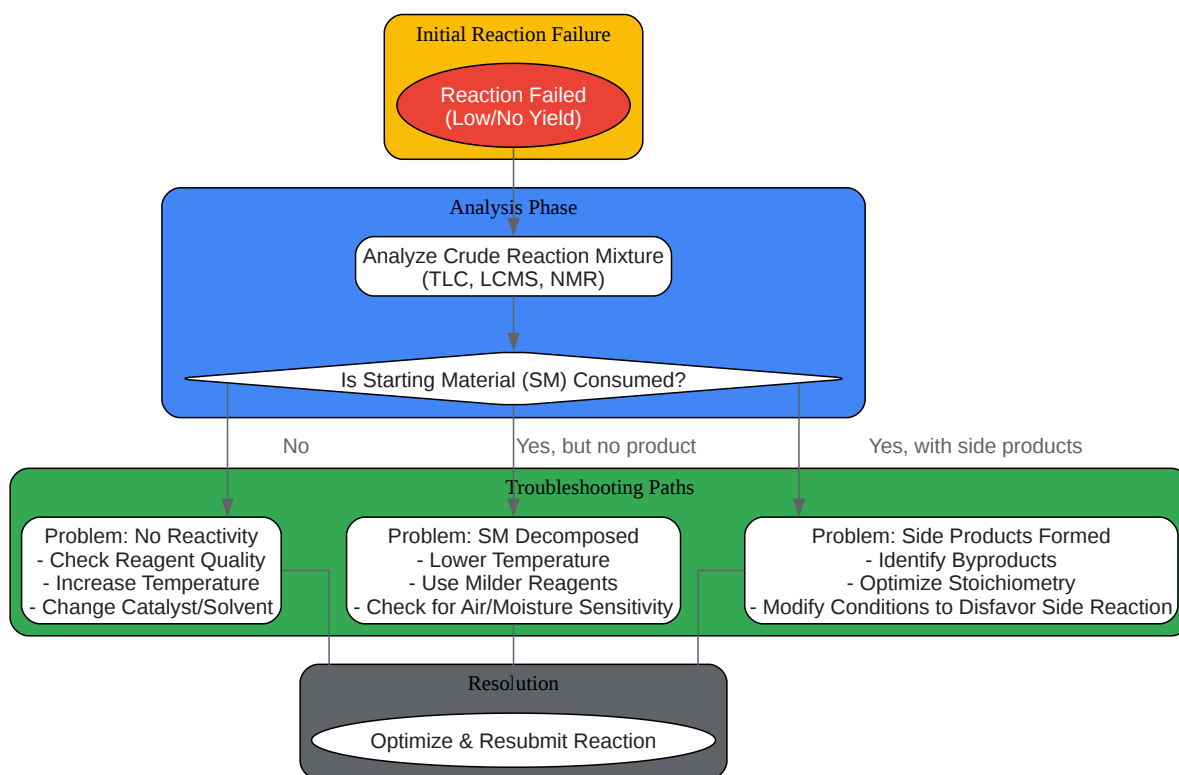 Initial Reaction Failure
Reaction Failed
(Low/No Yield)
Analysis Phase
Analyze Crude Reaction Mixture
(TLC, LCMS, NMR)
Is Starting Material (SM) Consumed?
No
Yes, but no product
Yes, with side products
Troubleshooting Paths
Problem: No Reactivity
- Check Reagent Quality
- Increase Temperature
- Change Catalyst/Solvent
Problem: SM Decomposed
- Lower Temperature
- Use Milder Reagents
- Check for Air/Moisture Sensitivity
Problem: Side Products Formed
- Identify Byproducts
- Optimize Stoichiometry
- Modify Conditions to Disfavor Side Reaction
Resolution
Optimize & Resubmit Reaction